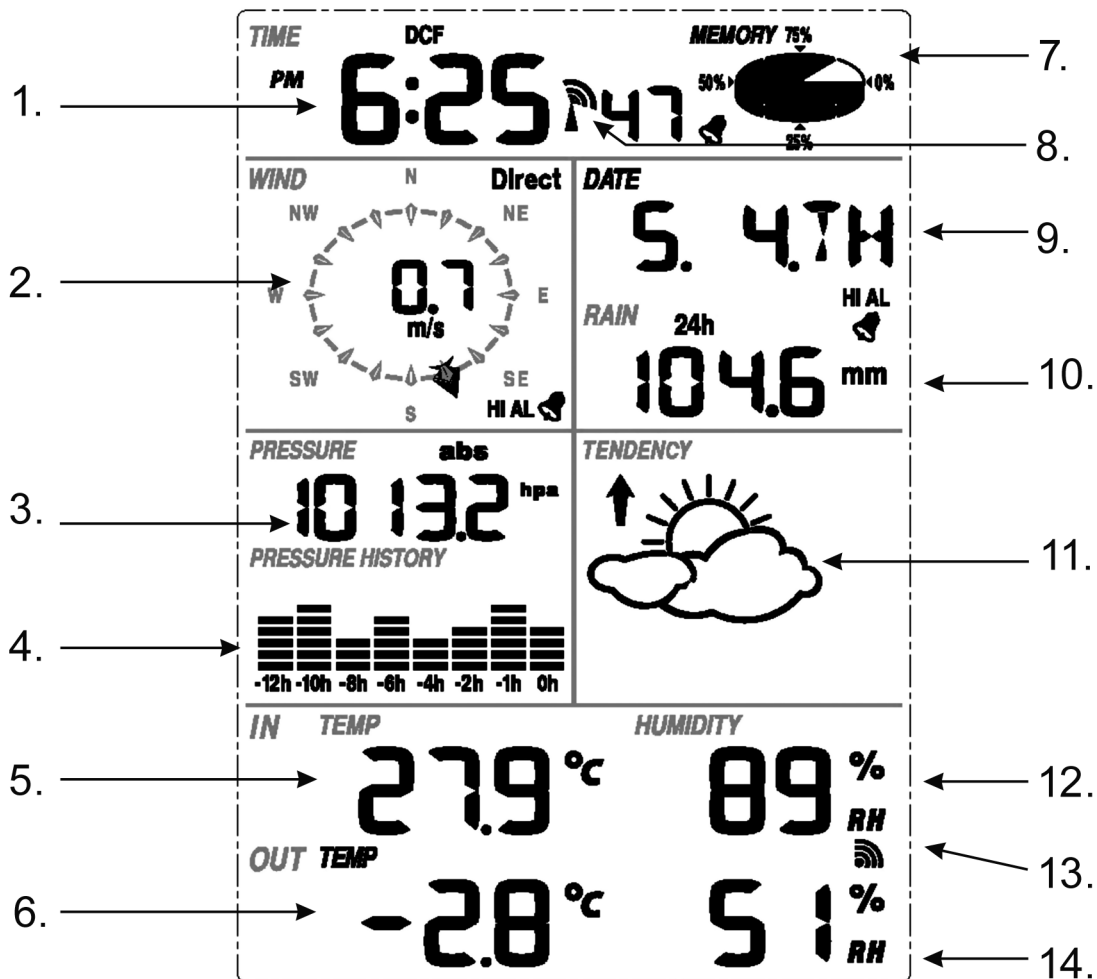 TIME DCF MEMORY 75%
7.
PM 6:25 47 50% 0%
1.
25%
8.
WIND N Direct DATE
NW NE
5. 4. TH
9.
2. W 0.7 E
m/s
HI AL
RAIN 24h
SW SE
104.6 mm
10.
S HI AL
PRESSURE abs TENDENCY
3. 1013.2 hpa
PRESSURE HISTORY
11.
4.
-12h -10h -8h -6h -4h -2h -1h 0h
IN TEMP HUMIDITY
5. 27.9 °C 89 %
12.
RH
OUT TEMP
13.
6. -2.8 °C 51 %
RH
14.